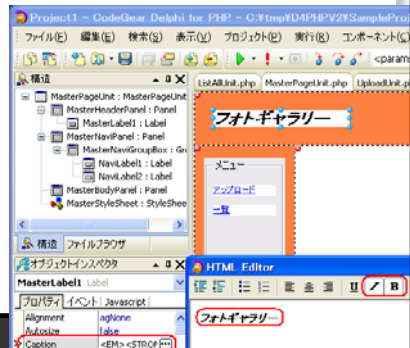 Project1 - CodeGear Delphi for PHP - C:¥tmp¥D4PHPV2¥SampleProj
ファイル(F) 編集(E) 検索(S) 表示(V) プロジェクト(P) 実行(R) コンポーネント(C)
<param
構造
ListAllUnit.php MasterPageUnit.php UploadUnit.p
MasterPageUnit : MasterPageUnit
MasterHeaderPanel : Panel
MasterLabel1 : Label
MasterNaviPanel : Panel
MasterNaviGroupBox : Gr
NaviLabel1 : Label
NaviLabel2 : Label
MasterBodyPanel : Panel
MasterStyleSheet : StyleShee
フォトギャラリー
メニュー
アップロード
一覧
構造 ファイルブラウザ
オブジェクトインスペクタ
MasterLabel1 Label
プロパティ イベント Javascript
Alignment agNone
Autosize false
Caption <EM><STRO
HTML Editor
U I B
フォトギャラリー